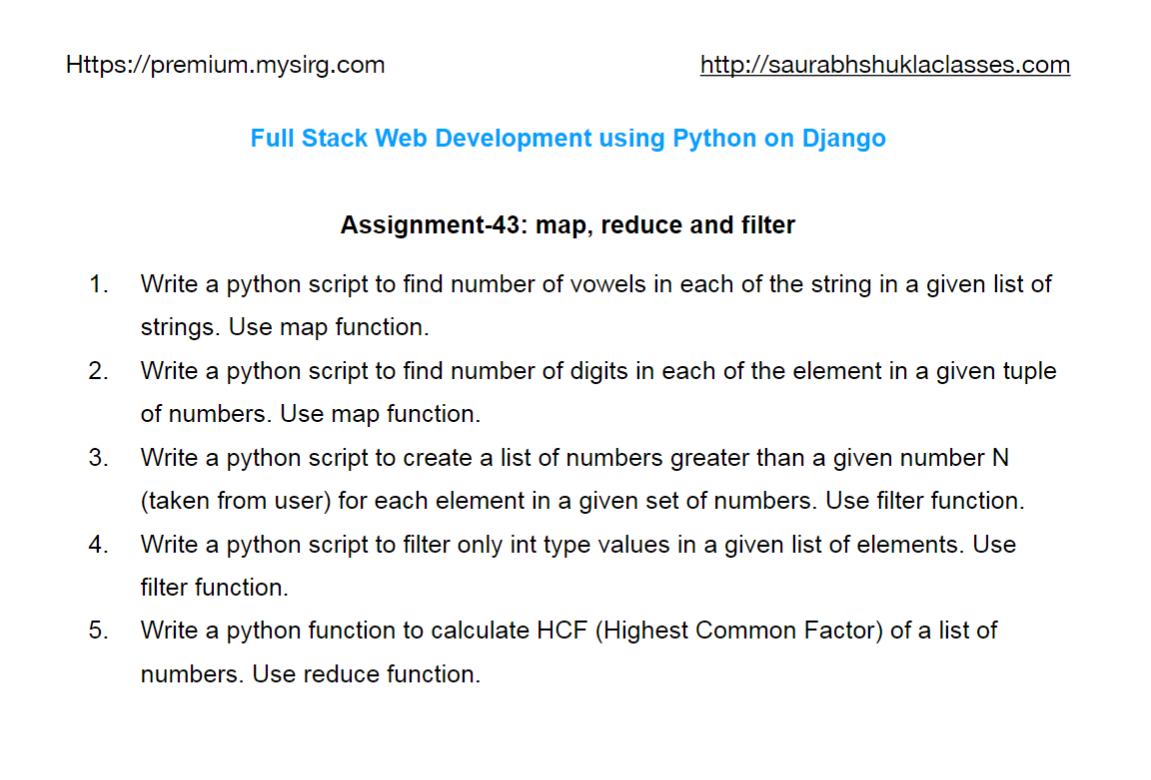 Https://premium.mysirg.com
http://saurabhshuklaclasses.com
Full Stack Web Development using Python on Django
Assignment-43: map, reduce and filter
1. Write a python script to find number of vowels in each of the string in a given list of
strings. Use map function.
2. Write a python script to find number of digits in each of the element in a given tuple
of numbers. Use map function.
3. Write a python script to create a list of numbers greater than a given number N
(taken from user) for each element in a given set of numbers. Use filter function.
4. Write a python script to filter only int type values in a given list of elements. Use
filter function.
5. Write a python function to calculate HCF (Highest Common Factor) of a list of
numbers. Use reduce function.